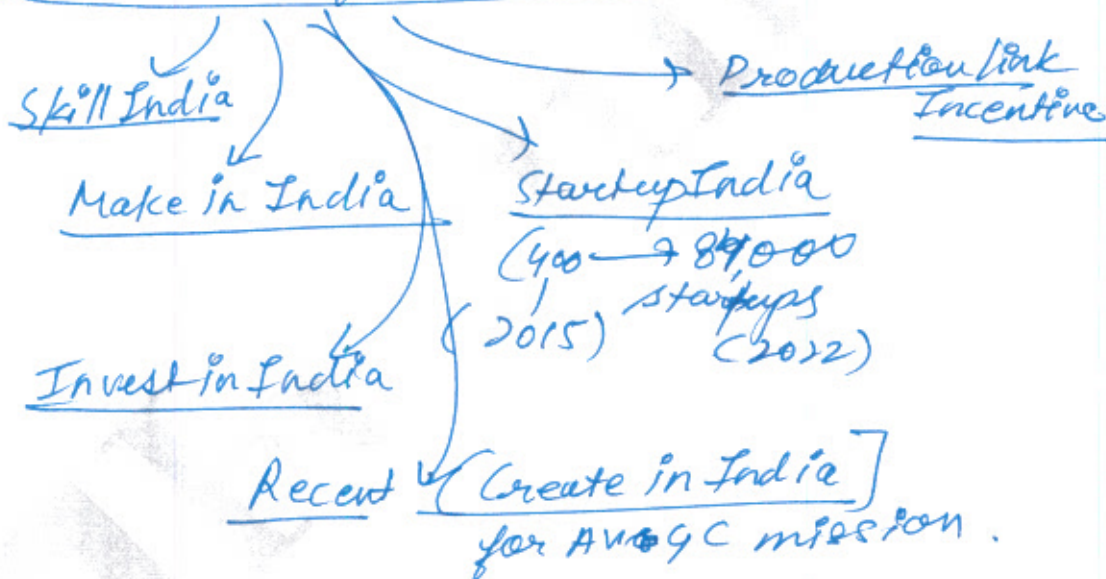 Skill India
Production link
Incentive
Make in India
Startup India
(400 → 84,000
startups
(2015)
(2022)
Invest in India
Recent [Create in India]
for AVGC mission.